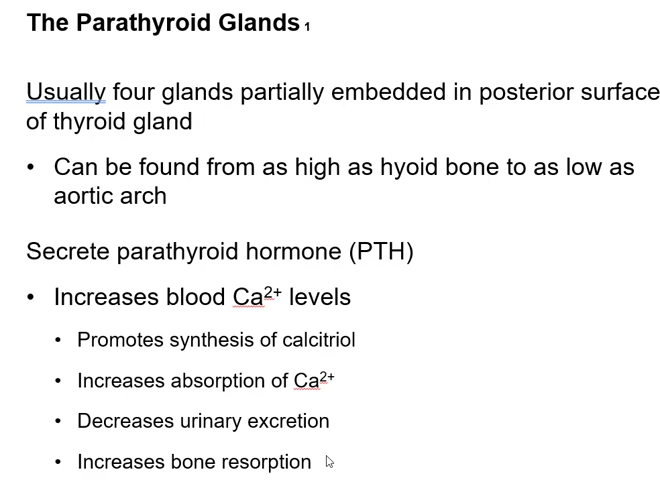 The Parathyroid Glands 1
Usually four glands partially embedded in posterior surface
of thyroid gland
• Can be found from as high as hyoid bone to as low as
aortic arch
Secrete parathyroid hormone (PTH)
• Increases blood Ca²⁺ levels
• Promotes synthesis of calcitriol
• Increases absorption of Ca²⁺
• Decreases urinary excretion
• Increases bone resorption